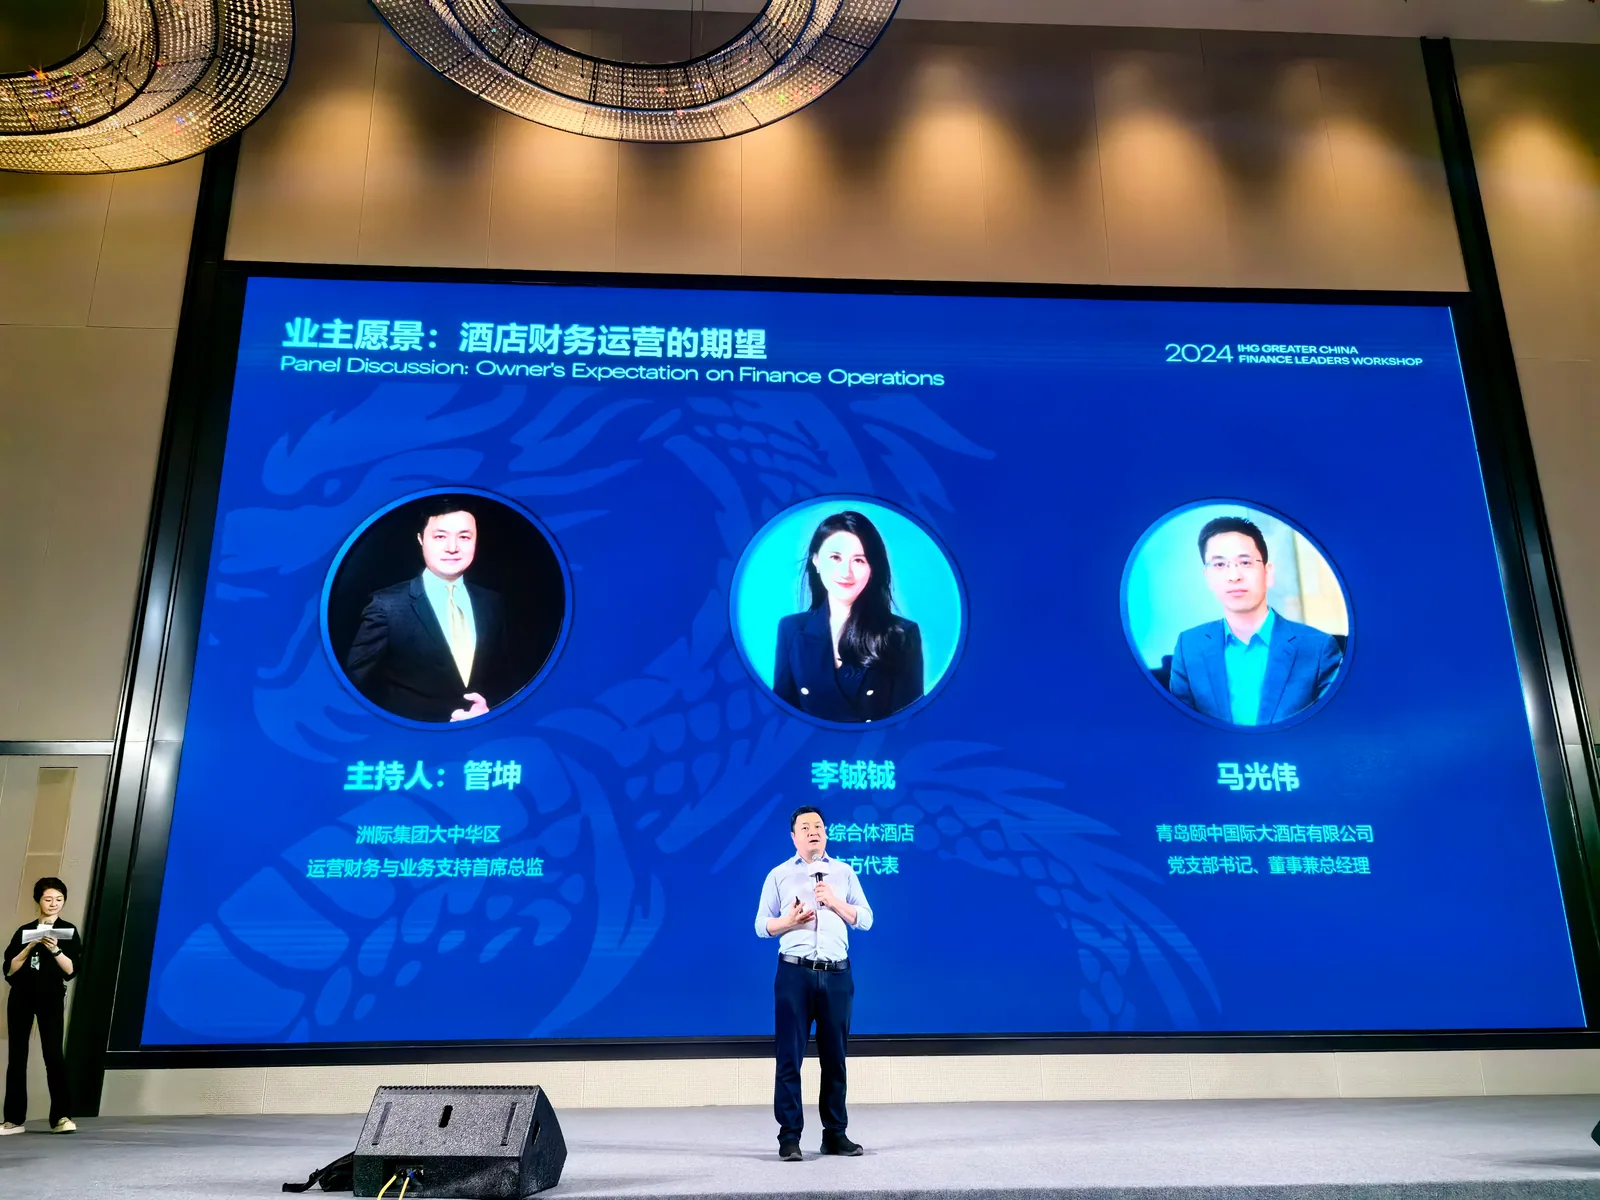 业主愿景：酒店财务运营的期望
Panel Discussion: Owner's Expectation on Finance Operations
2024 IHG GREATER CHINA
FINANCE LEADERS WORKSHOP
主持人：管坤
洲际集团大中华区
运营财务与业务支持首席总监
李铖铖
综合体酒店
方代表
马光伟
青岛颐中国际大酒店有限公司
党支部书记、董事兼总经理